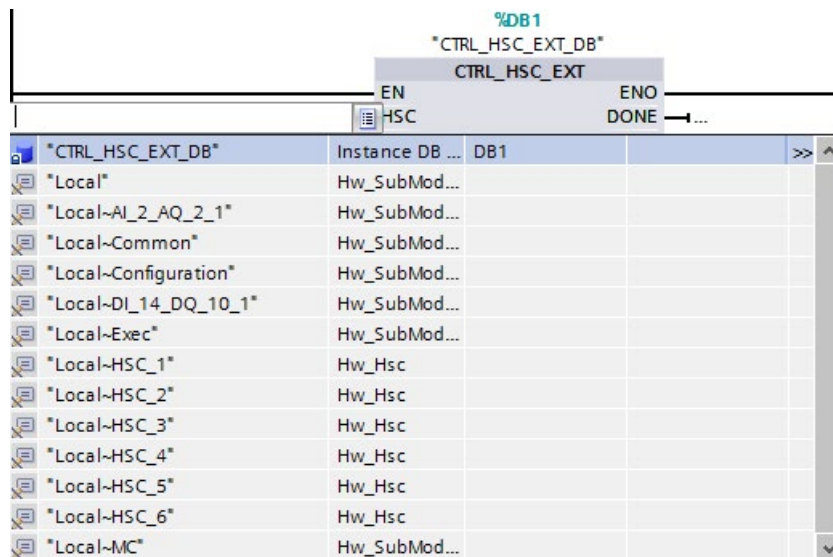 %DB1
"CTRL_HSC_EXT_DB"
CTRL_HSC_EXT
EN ENO
HSC DONE ...
"CTRL_HSC_EXT_DB" Instance DB ... DB1 >>
"Local" Hw_SubMod...
"Local~AI_2_AQ_2_1" Hw_SubMod...
"Local~Common" Hw_SubMod...
"Local~Configuration" Hw_SubMod...
"Local~DI_14_DQ_10_1" Hw_SubMod...
"Local~Exec" Hw_SubMod...
"Local~HSC_1" Hw_Hsc
"Local~HSC_2" Hw_Hsc
"Local~HSC_3" Hw_Hsc
"Local~HSC_4" Hw_Hsc
"Local~HSC_5" Hw_Hsc
"Local~HSC_6" Hw_Hsc
"Local~MC" Hw_SubMod...